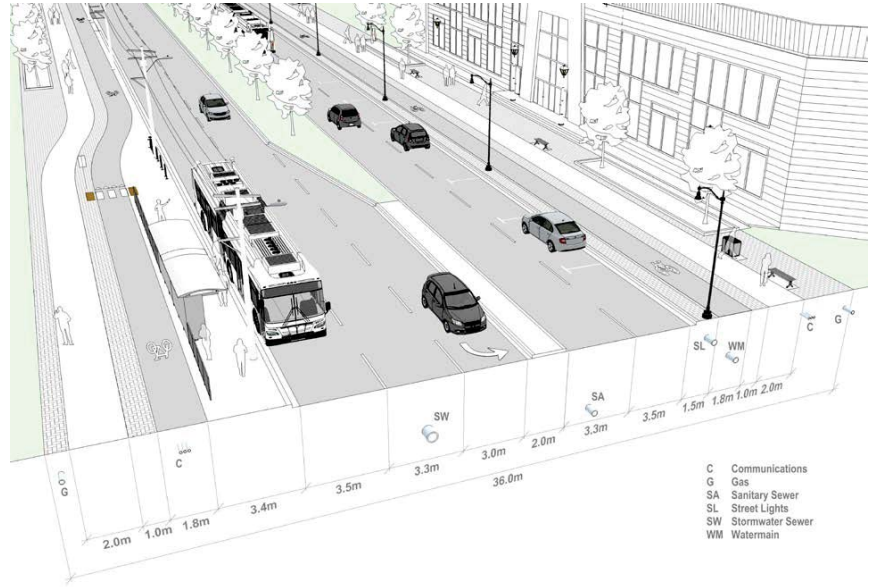 C
G
SL
WM
SW
SA
C
G
2.0m
1.0m
1.8m
3.4m
3.5m
3.3m
3.0m
2.0m
3.3m
3.5m
1.5m
1.8m
1.0m
2.0m
36.0m
C Communications
G Gas
SA Sanitary Sewer
SL Street Lights
SW Stormwater Sewer
WM Watermain